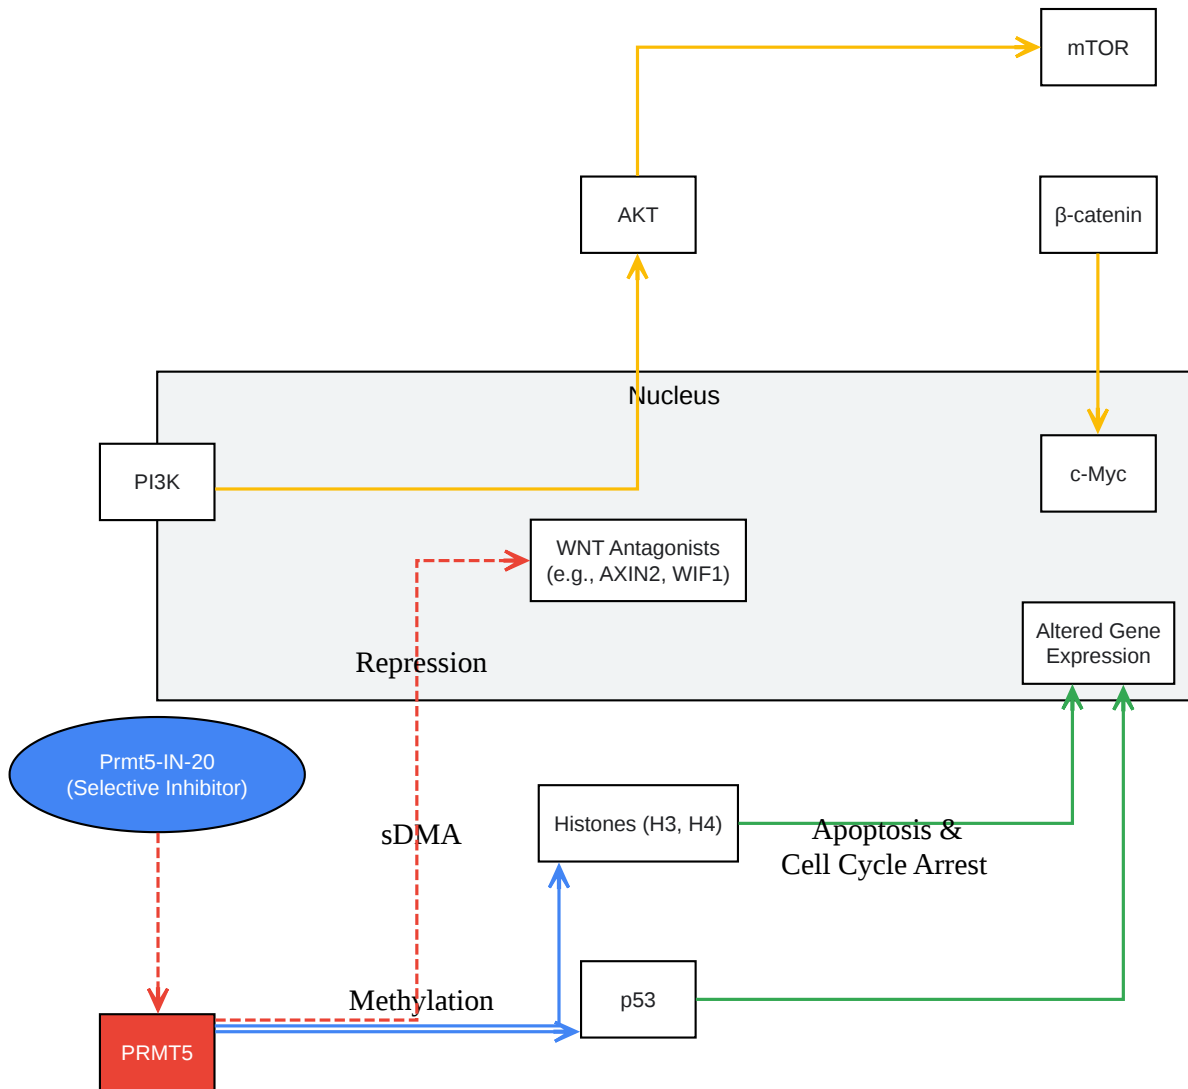 mTOR
AKT
β-catenin
Nucleus
PI3K
c-Myc
WNT Antagonists
(e.g., AXIN2, WIF1)
Altered Gene
Expression
Repression
Prmt5-IN-20
(Selective Inhibitor)
sDMA
Histones (H3, H4)
Apoptosis &
Cell Cycle Arrest
Methylation
p53
PRMT5